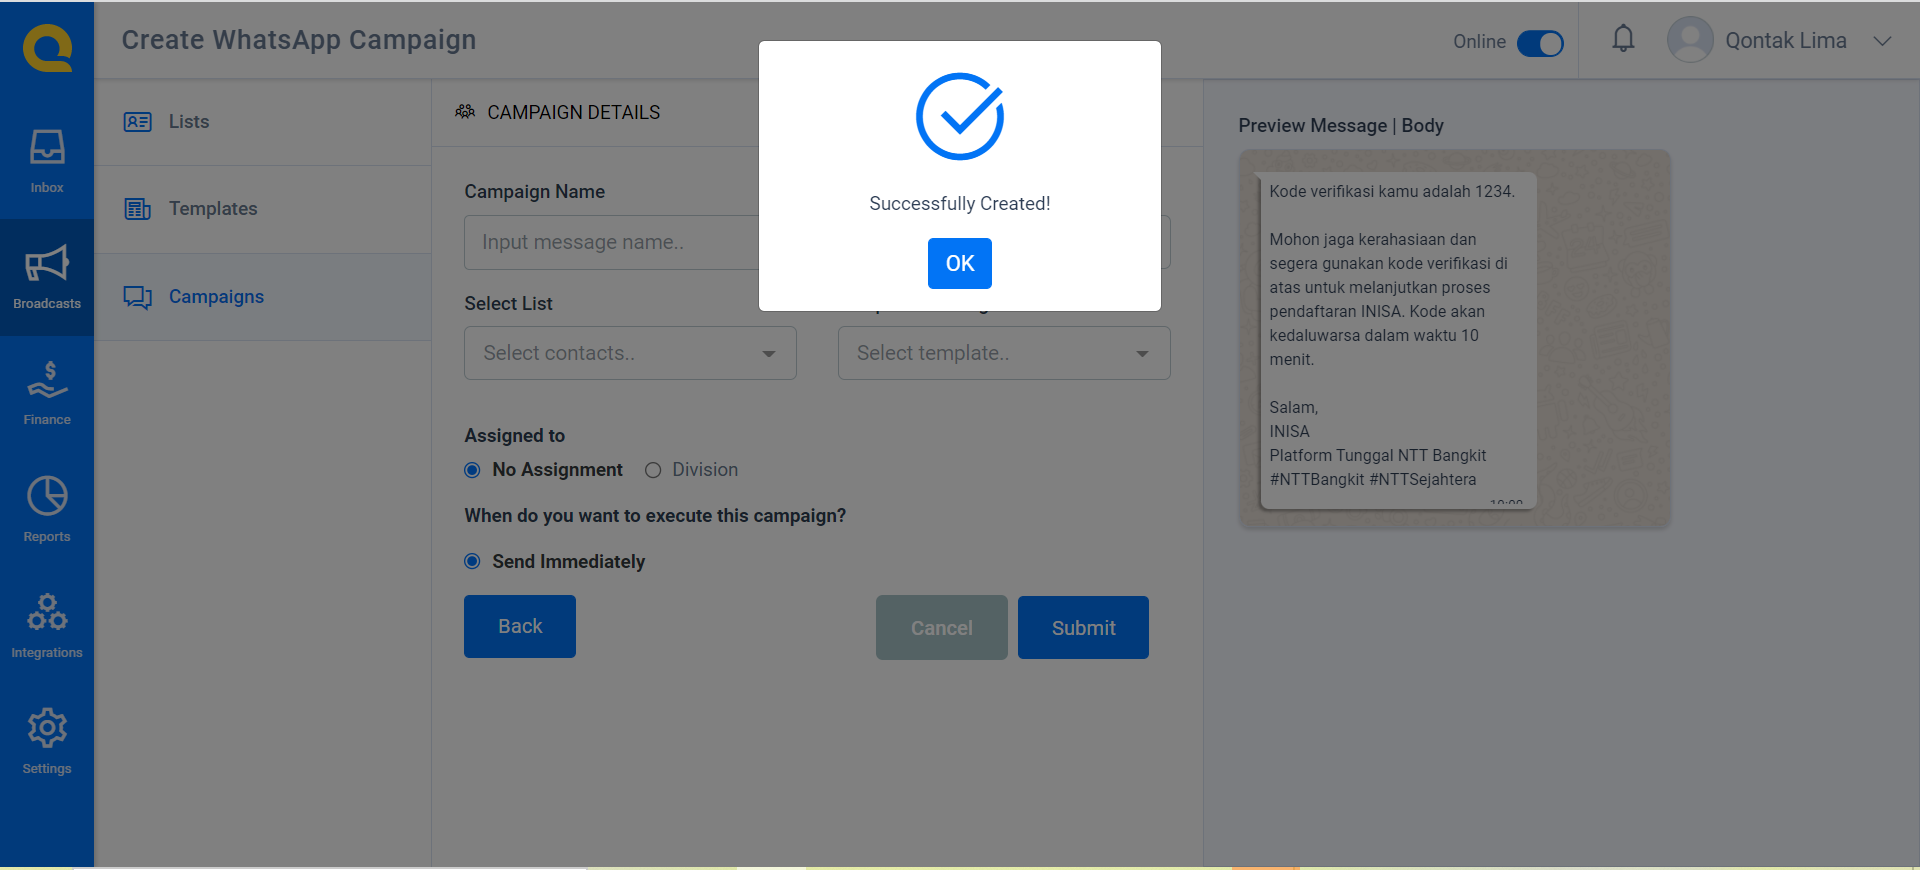 Create WhatsApp Campaign
Online
Qontak Lima
Inbox
Broadcasts
Finance
Reports
Integrations
Settings
Lists
Templates
Campaigns
CAMPAIGN DETAILS
Campaign Name
Input message name..
Select List
Select contacts..
Select template..
Assigned to
No Assignment
Division
When do you want to execute this campaign?
Send Immediately
Back
Cancel
Submit
Successfully Created!
OK
Preview Message | Body
Kode verifikasi kamu adalah 1234.
Mohon jaga kerahasiaan dan
segera gunakan kode verifikasi di
atas untuk melanjutkan proses
pendaftaran INISA. Kode akan
kedaluwarsa dalam waktu 10
menit.
Salam,
INISA
Platform Tunggal NTT Bangkit
#NTTBangkit #NTTSejahtera